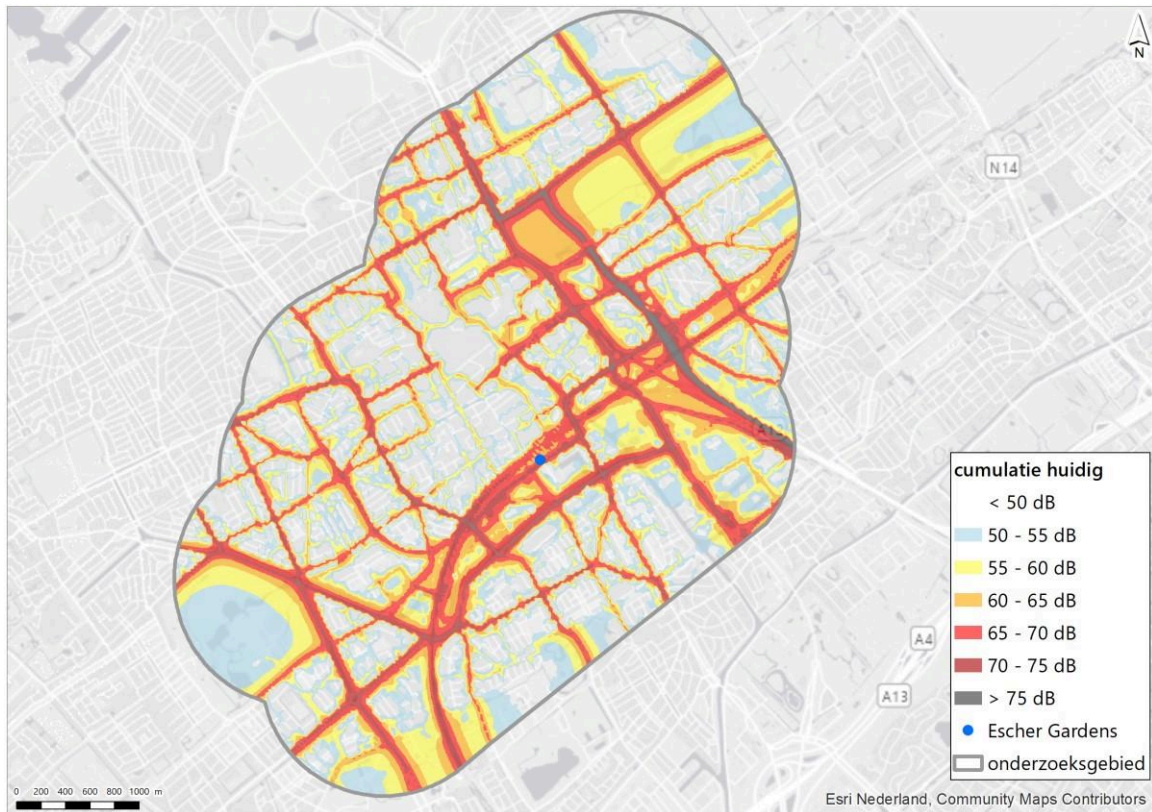 N
N14
A12
cumulatie huidig
< 50 dB
50 - 55 dB
55 - 60 dB
60 - 65 dB
65 - 70 dB
70 - 75 dB
> 75 dB
Escher Gardens
onderzoeksgebied
A4
A13
0 200 400 600 800 1000 m
Esri Nederland, Community Maps Contributors